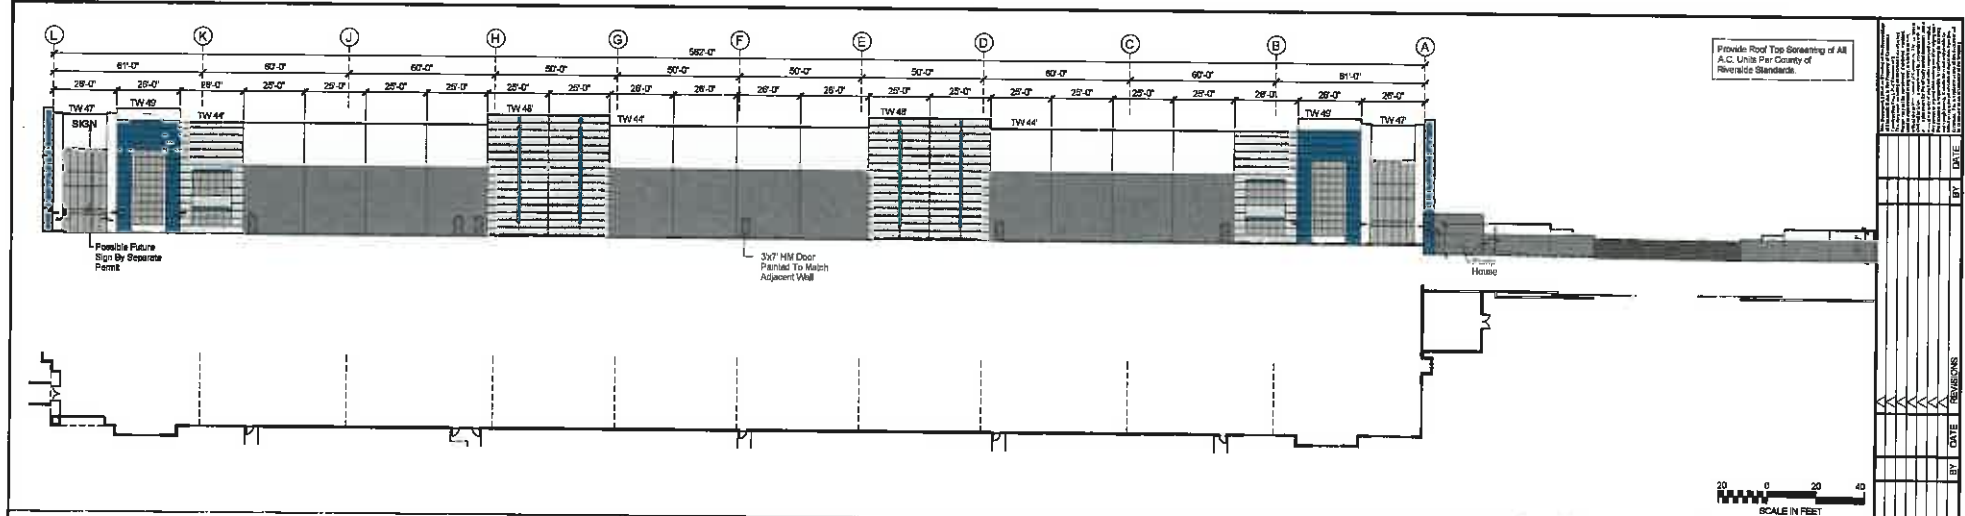 L K J H G F E D C B A
562'-0"
61'-0" 60'-0" 60'-0" 50'-0" 50'-0" 50'-0" 50'-0" 60'-0" 60'-0" 61'-0"
26'-0" 26'-0" 26'-0" 25'-0" 25'-0" 25'-0" 25'-0" 25'-0" 25'-0" 25'-0" 25'-0" 25'-0" 25'-0" 25'-0" 25'-0" 25'-0" 25'-0" 25'-0" 26'-0" 26'-0" 26'-0"
TW 47' TW 49' TW 44' TW 48' TW 44' TW 48' TW 44' TW 49' TW 47'
SIGN
Provide Roof Top Screening of All
A.C. Units Per County of
Riverside Standards.
Possible Future
Sign By Separate
Permit
3'x7' HM Door
Painted To Match
Adjacent Wall
Pump
House
BY DATE
REVISIONS
BY DATE
20 0 20 40
SCALE IN FEET